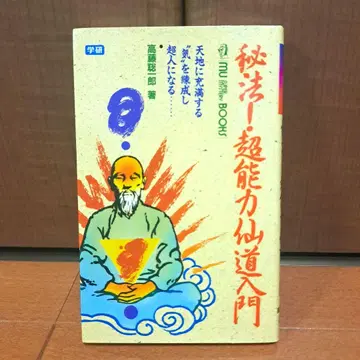 学研
MU
BOOKS
秘法!超能力仙道入門
天地に充満する
"気"を練成し
超人になる……
高藤聡一郎 著